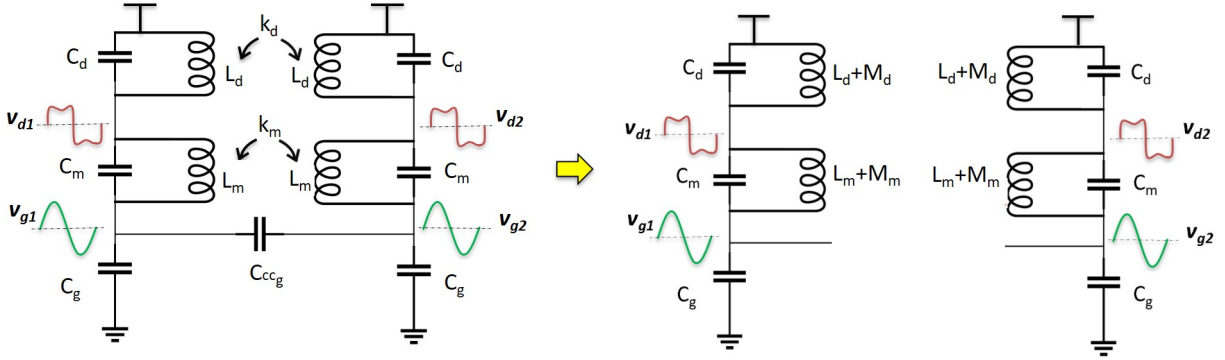 k_d
C_d
L_d
L_d
C_d
v_d1
v_d2
k_m
C_m
L_m
L_m
C_m
v_g1
v_g2
C_ccg
C_g
C_g
C_d
L_d+M_d
L_d+M_d
C_d
v_d1
v_d2
C_m
L_m+M_m
L_m+M_m
C_m
v_g1
v_g2
C_g
C_g